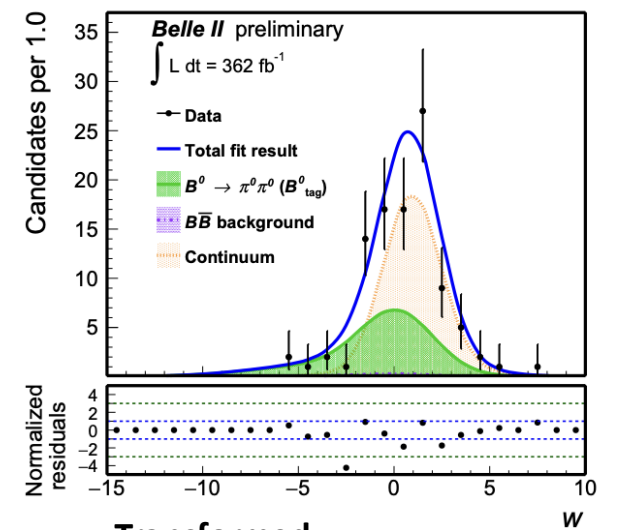 Candidates per 1.0
35
30
25
20
15
10
5
Belle II preliminary
∫ L dt = 362 fb⁻¹
Data
Total fit result
B⁰ → π⁰π⁰ (B⁰tag)
BB̅ background
Continuum
Normalized
residuals
4
2
0
−2
−4
−15 −10 −5 0 5 10
W